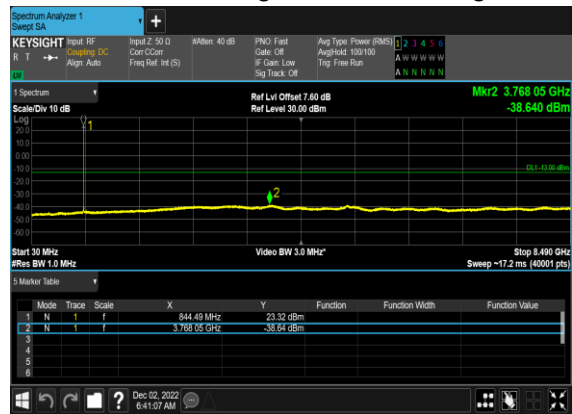 Spectrum Analyzer 1
Swept SA
+
KEYSIGHT Input: RF Input Z: 50 Ω #Atten: 40 dB PNO: Fast Avg Type: Power (RMS) 1 2 3 4 5 6
R T Coupling: DC Corr CCorr Gate: Off Avg|Hold: 100/100 A W W W W W
Align: Auto Freq Ref: Int (S) IF Gain: Low Trig: Free Run
Sig Track: Off A N N N N N
1 Spectrum Ref Lvl Offset 7.60 dB Mkr2 3.768 05 GHz
Scale/Div 10 dB Ref Level 30.00 dBm -38.640 dBm
Log
20.0
10.0
0.00
-10.0
-20.0
-30.0
-40.0
-50.0
-60.0
1
DL1 -13.00 dBm
2
Start 30 MHz Video BW 3.0 MHz* Stop 8.490 GHz
#Res BW 1.0 MHz Sweep ~17.2 ms (40001 pts)
5 Marker Table
Mode Trace Scale X Y Function Function Width Function Value
1 N 1 f 844.49 MHz 23.32 dBm
2 N 1 f 3.768 05 GHz -38.64 dBm
3
4
5
6
? Dec 02, 2022
6:41:07 AM